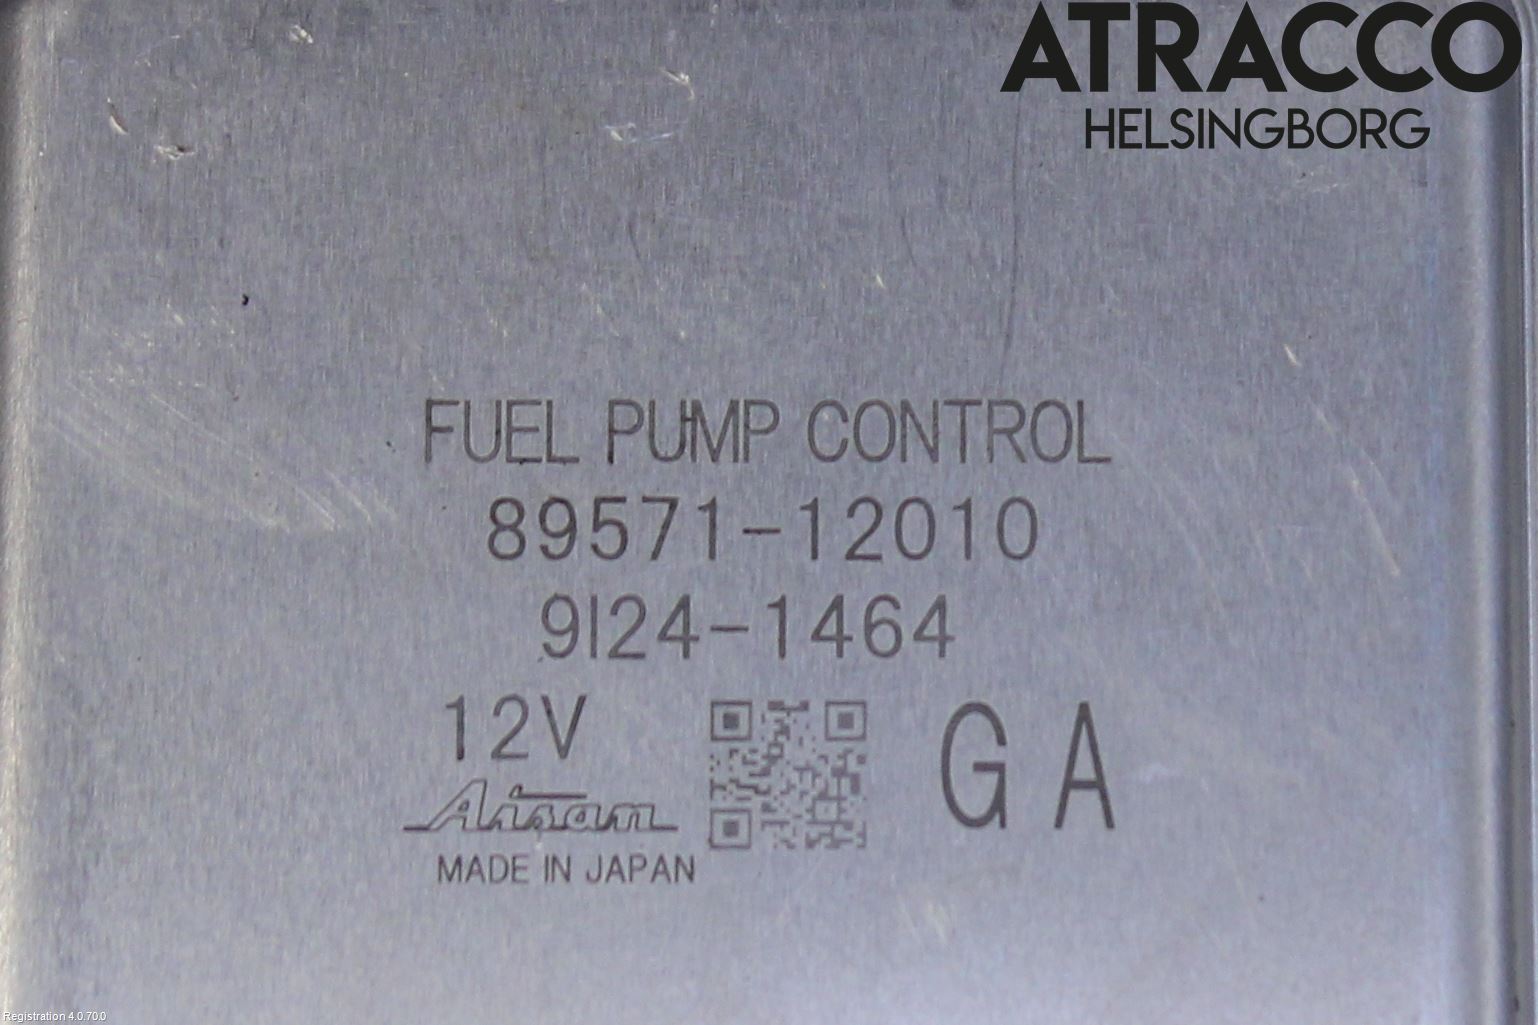 ATRACCO
HELSINGBORG
FUEL PUMP CONTROL
89571-12010
9I24-1464
12V
GA
Aisan
MADE IN JAPAN
Registration 4.0.70.0